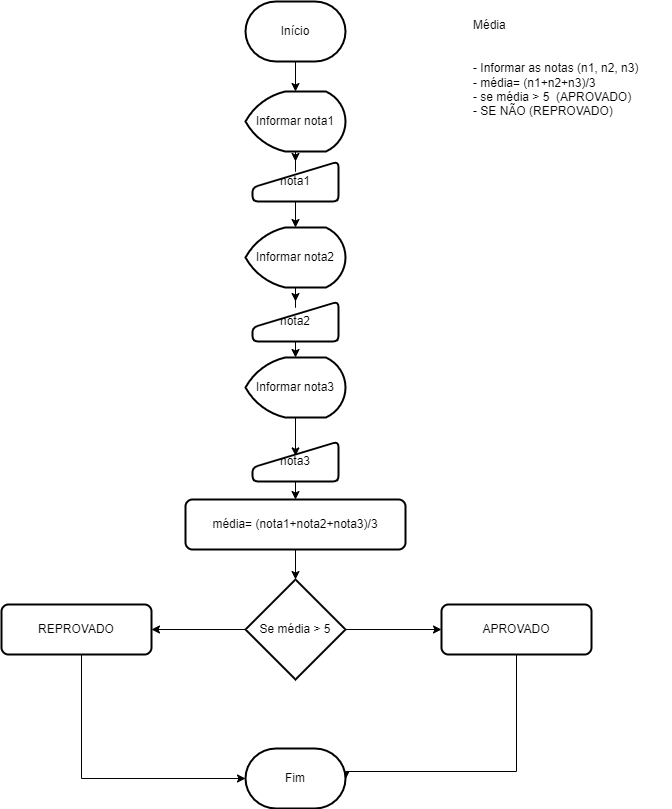 Início
Média
- Informar as notas (n1, n2, n3)
- média= (n1+n2+n3)/3
- se média > 5  (APROVADO)
- SE NÃO (REPROVADO)
Informar nota1
nota1
Informar nota2
nota2
Informar nota3
nota3
média= (nota1+nota2+nota3)/3
REPROVADO
Se média > 5
APROVADO
Fim